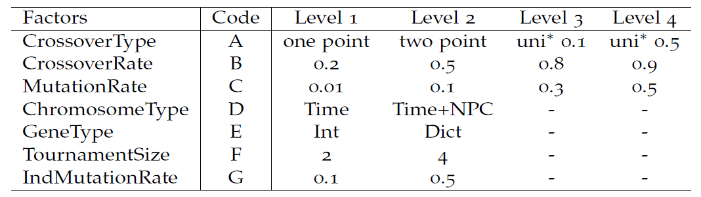 Factors Code Level 1 Level 2 Level 3 Level 4
CrossoverType A one point two point uni* 0.1 uni* 0.5
CrossoverRate B 0.2 0.5 0.8 0.9
MutationRate C 0.01 0.1 0.3 0.5
ChromosomeType D Time Time+NPC - -
GeneType E Int Dict - -
TournamentSize F 2 4 - -
IndMutationRate G 0.1 0.5 - -